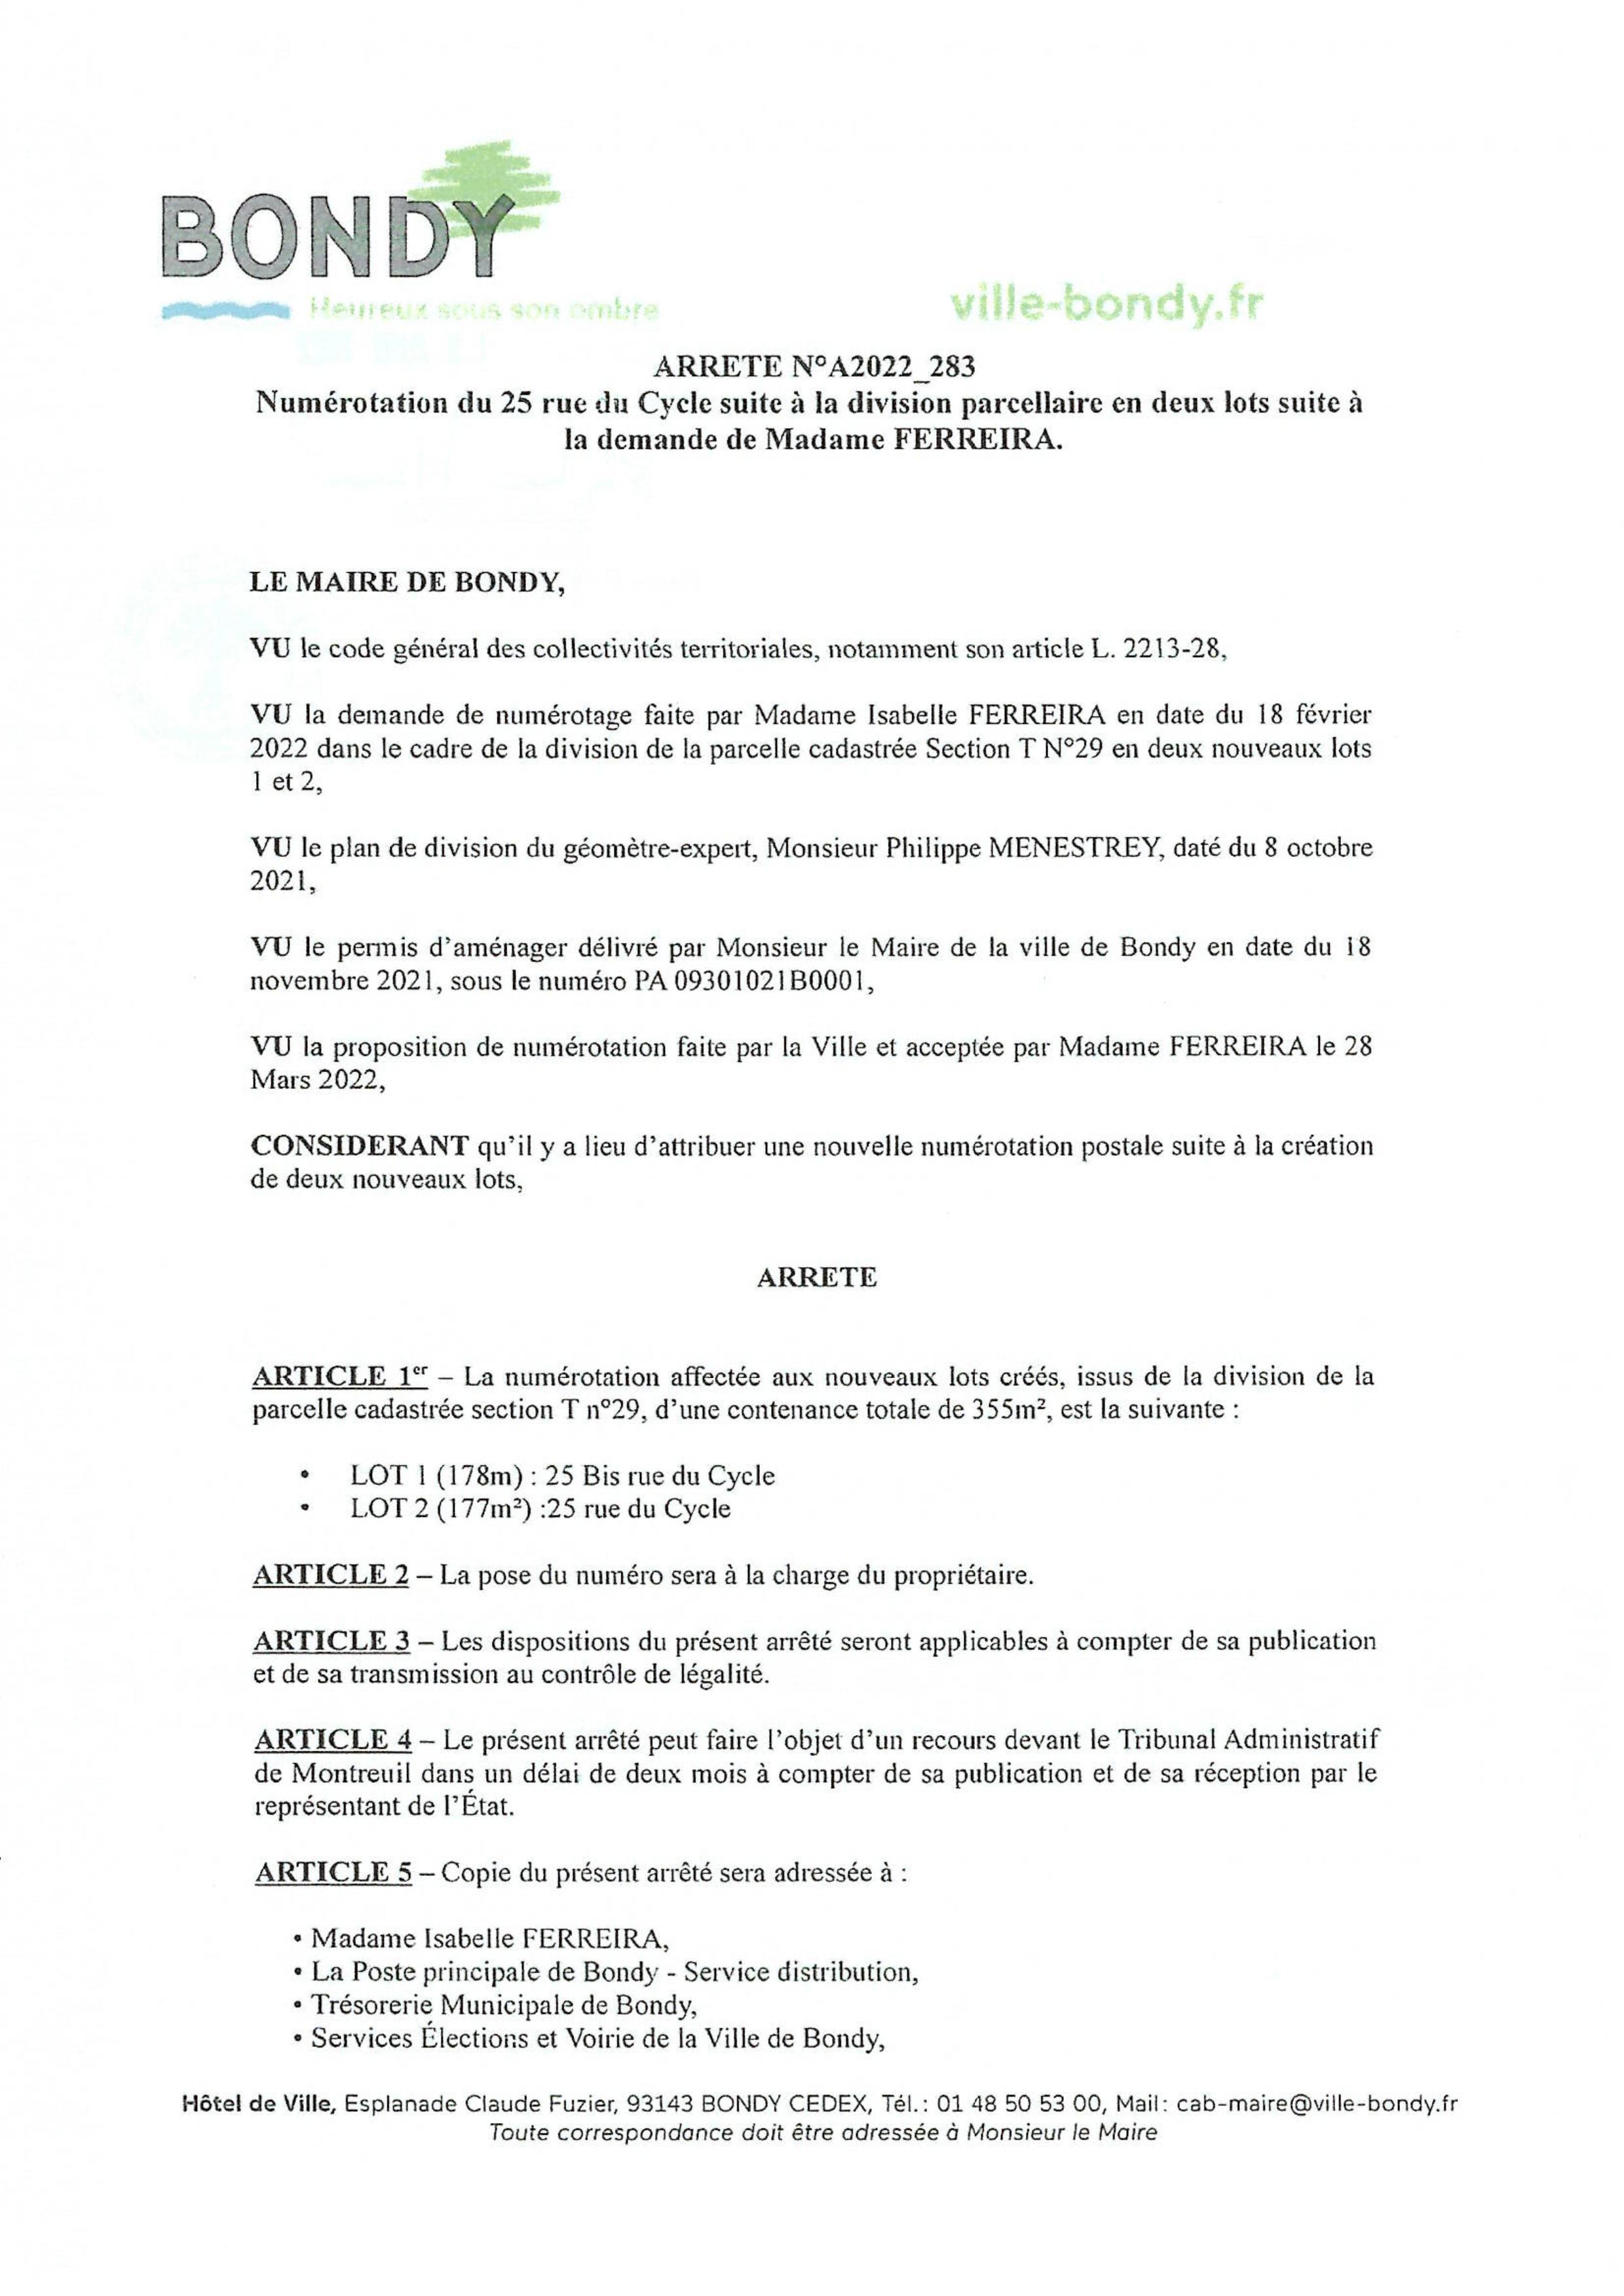 BONDY
Heureux sous son ombre
ville-bondy.fr
ARRETE N°A2022_283
Numérotation du 25 rue du Cycle suite à la division parcellaire en deux lots suite à
la demande de Madame FERREIRA.
LE MAIRE DE BONDY,
VU le code général des collectivités territoriales, notamment son article L. 2213-28,
VU la demande de numérotage faite par Madame Isabelle FERREIRA en date du 18 février
2022 dans le cadre de la division de la parcelle cadastrée Section T N°29 en deux nouveaux lots
1 et 2,
VU le plan de division du géomètre-expert, Monsieur Philippe MENESTREY, daté du 8 octobre
2021,
VU le permis d'aménager délivré par Monsieur le Maire de la ville de Bondy en date du 18
novembre 2021, sous le numéro PA 09301021B0001,
VU la proposition de numérotation faite par la Ville et acceptée par Madame FERREIRA le 28
Mars 2022,
CONSIDERANT qu'il y a lieu d'attribuer une nouvelle numérotation postale suite à la création
de deux nouveaux lots,
ARRETE
ARTICLE 1er – La numérotation affectée aux nouveaux lots créés, issus de la division de la
parcelle cadastrée section T n°29, d'une contenance totale de 355m², est la suivante :
• LOT 1 (178m) : 25 Bis rue du Cycle
• LOT 2 (177m²) :25 rue du Cycle
ARTICLE 2 – La pose du numéro sera à la charge du propriétaire.
ARTICLE 3 – Les dispositions du présent arrêté seront applicables à compter de sa publication
et de sa transmission au contrôle de légalité.
ARTICLE 4 – Le présent arrêté peut faire l'objet d'un recours devant le Tribunal Administratif
de Montreuil dans un délai de deux mois à compter de sa publication et de sa réception par le
représentant de l'État.
ARTICLE 5 – Copie du présent arrêté sera adressée à :
• Madame Isabelle FERREIRA,
• La Poste principale de Bondy - Service distribution,
• Trésorerie Municipale de Bondy,
• Services Élections et Voirie de la Ville de Bondy,
Hôtel de Ville, Esplanade Claude Fuzier, 93143 BONDY CEDEX, Tél.: 01 48 50 53 00, Mail: cab-maire@ville-bondy.fr
Toute correspondance doit être adressée à Monsieur le Maire